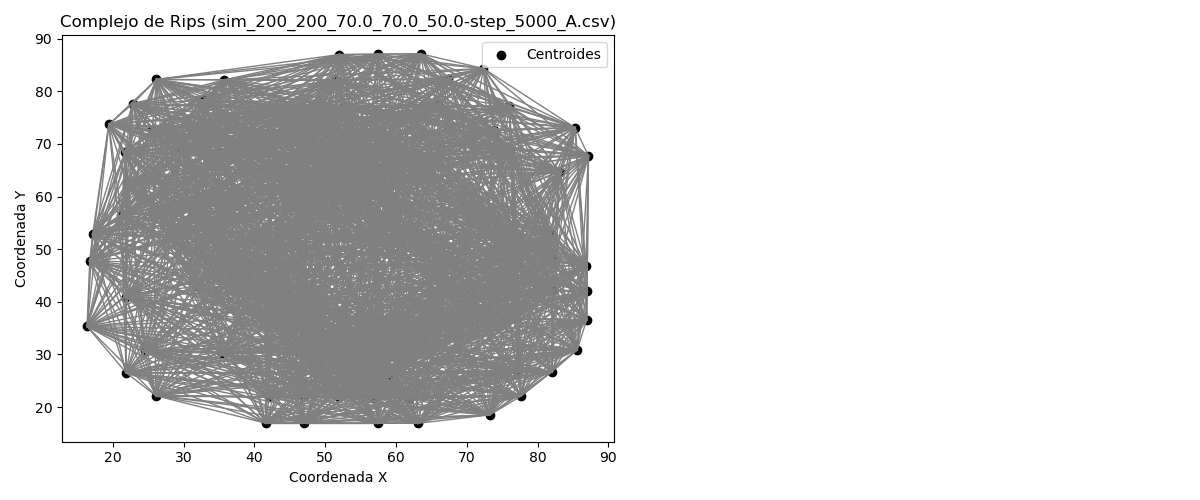 Complejo de Rips (sim_200_200_70.0_70.0_50.0-step_5000_A.csv)
Centroides
Coordenada Y
90
80
70
60
50
40
30
20
20 30 40 50 60 70 80 90
Coordenada X